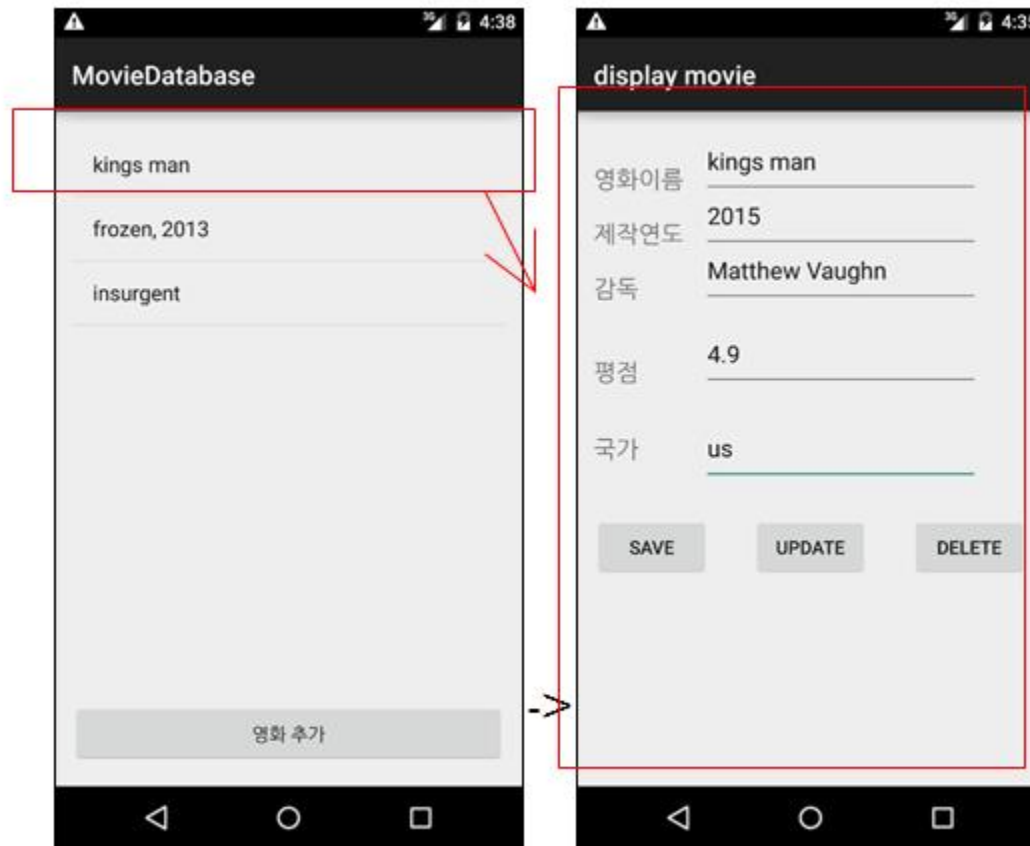 4:38
MovieDatabase
kings man
frozen, 2013
insurgent
영화 추가
->
4:35
display movie
영화이름 kings man
제작연도 2015
감독 Matthew Vaughn
평점 4.9
국가 us
SAVE UPDATE DELETE